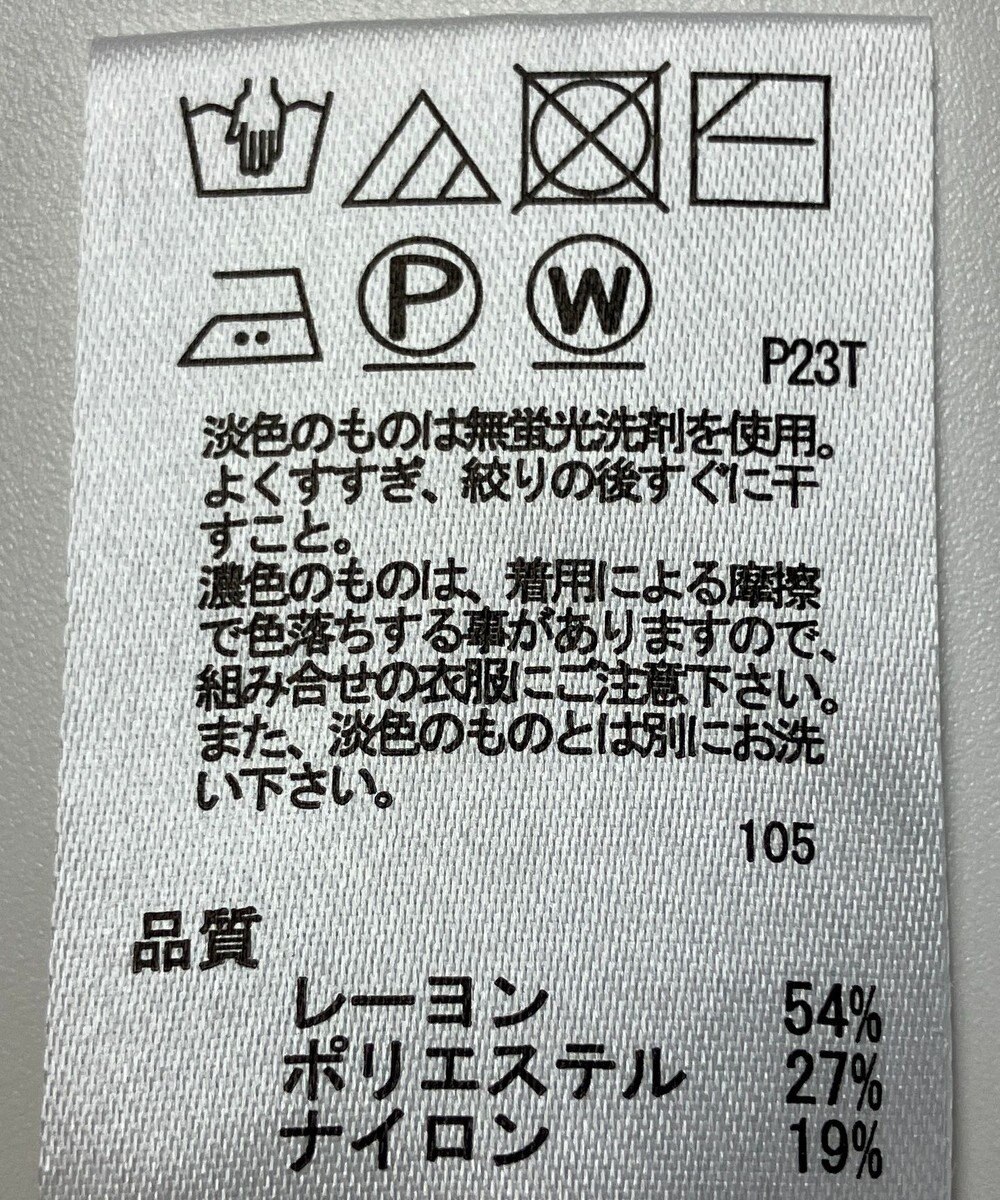 P
W
P23T
淡色のものは無蛍光洗剤を使用。
よくすすぎ、絞りの後すぐに干
すこと。
濃色のものは、着用による摩擦
で色落ちする事がありますので、
組み合せの衣服にご注意下さい。
また、淡色のものとは別にお洗
い下さい。
105
品質
レーヨン 54%
ポリエステル 27%
ナイロン 19%